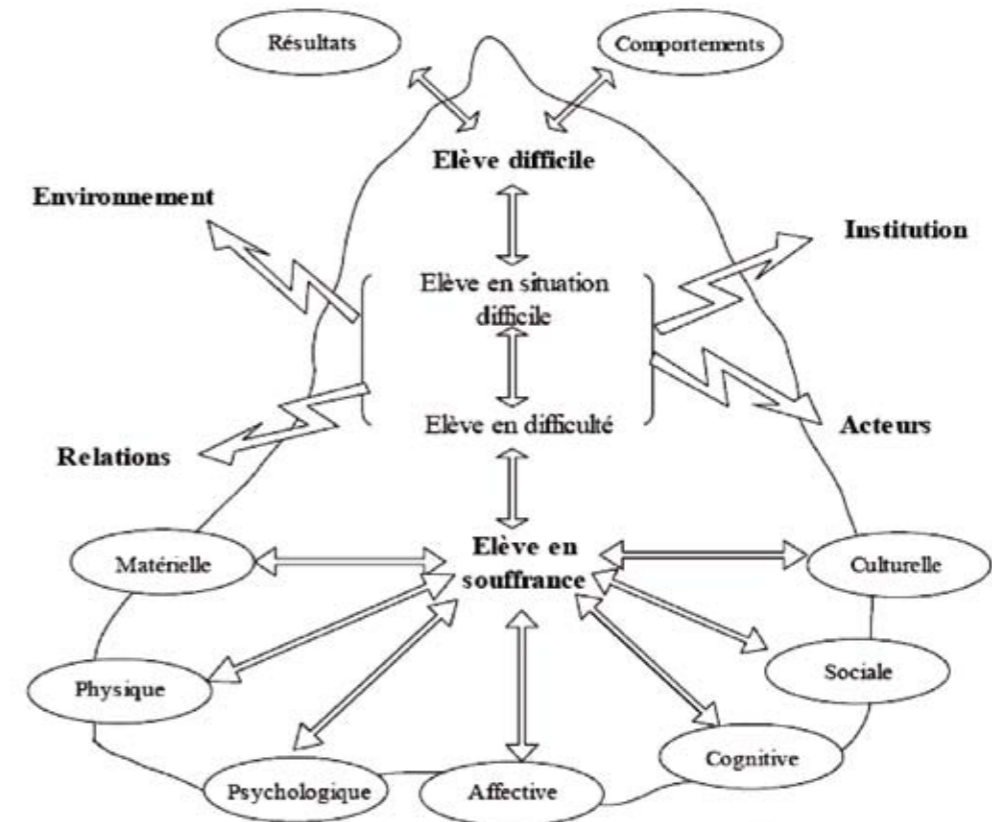 Résultats
Comportements
Elève difficile
Environnement
Institution
Elève en situation
difficile
Elève en difficulté
Acteurs
Relations
Elève en
souffrance
Matérielle
Culturelle
Physique
Sociale
Psychologique
Affective
Cognitive